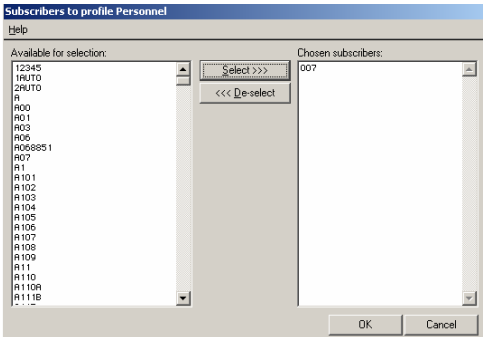 Subscribers to profile Personnel
Help
Available for selection:
12345
1AUTO
2AUTO
A
A00
A01
A03
A06
A068851
A07
A1
A101
A102
A103
A104
A105
A106
A107
A108
A109
A11
A110
A110A
A111B
Select >>>
<<< De-select
Chosen subscribers:
007
OK
Cancel